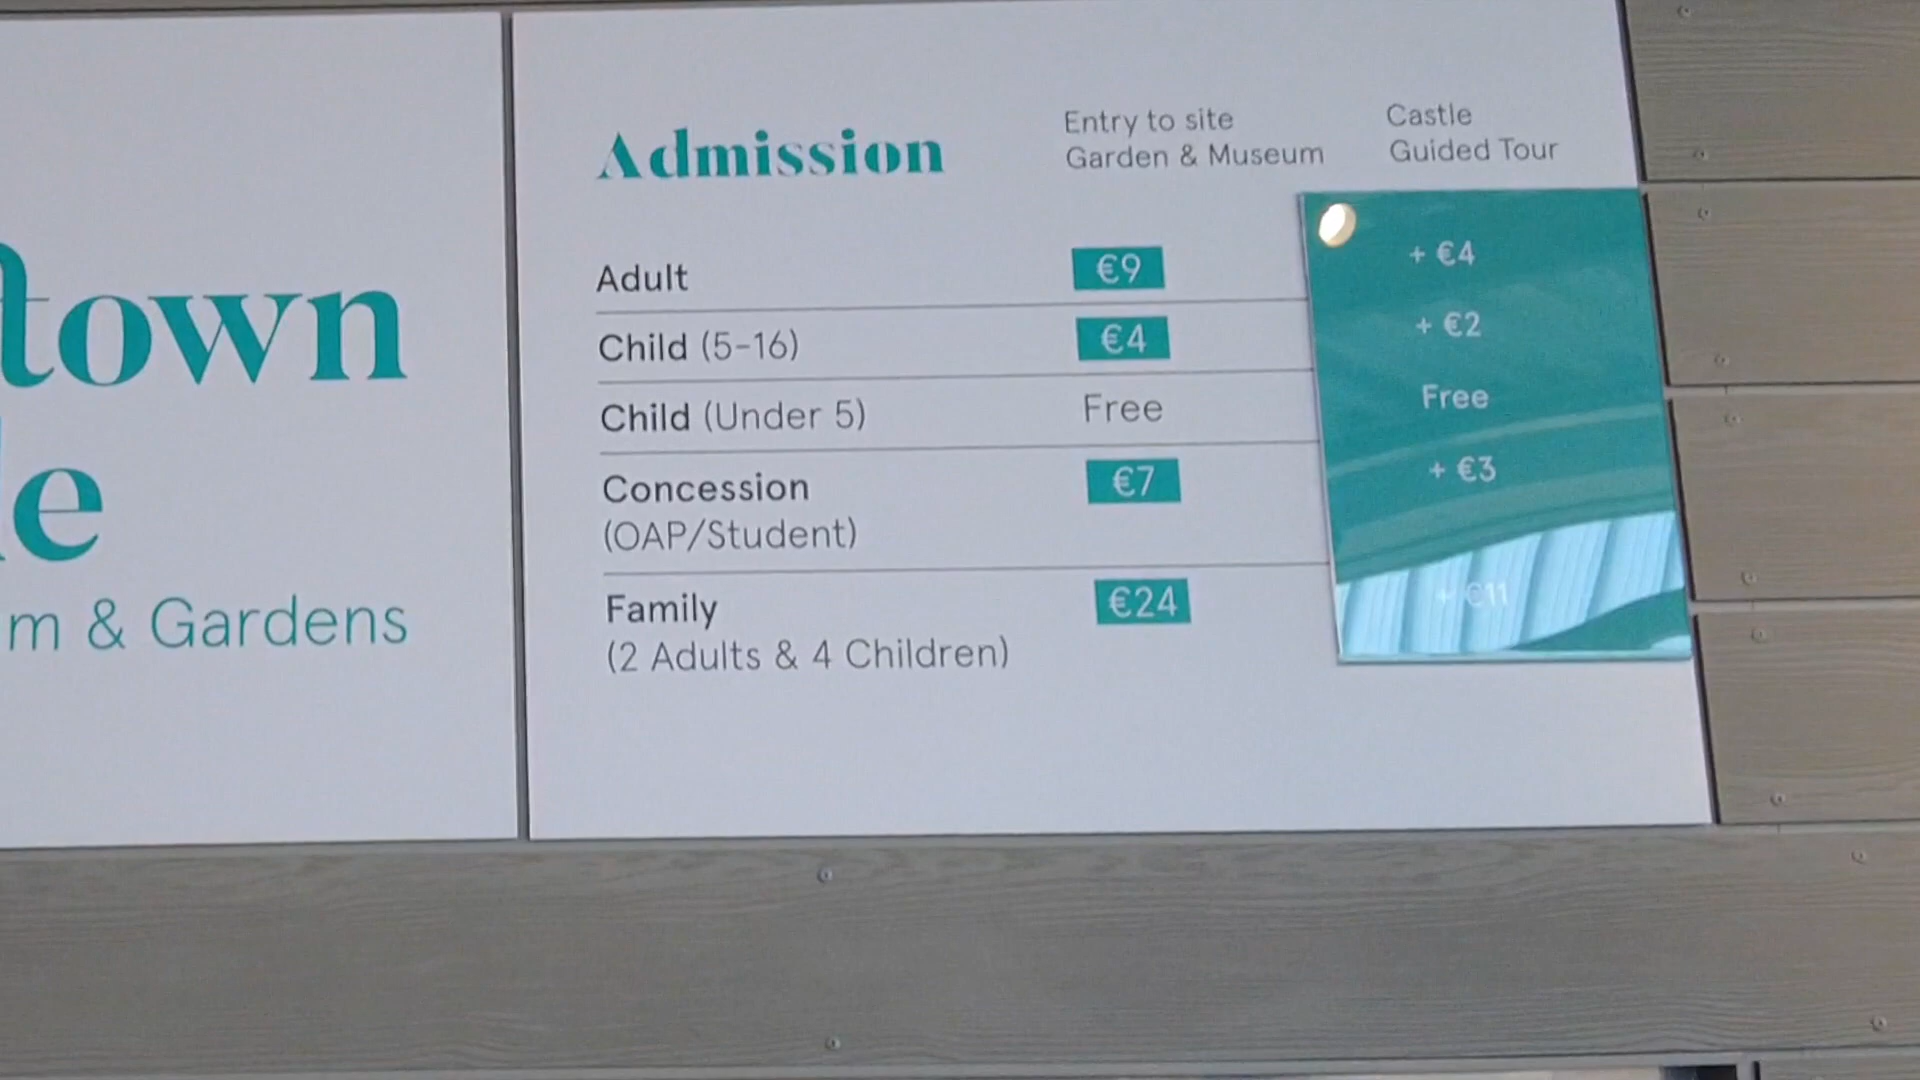 town
e
m & Gardens
Admission
Entry to site
Garden & Museum
Castle
Guided Tour
Adult €9 + €4
Child (5-16) €4 + €2
Child (Under 5) Free Free
Concession €7 + €3
(OAP/Student)
Family €24 + €11
(2 Adults & 4 Children)